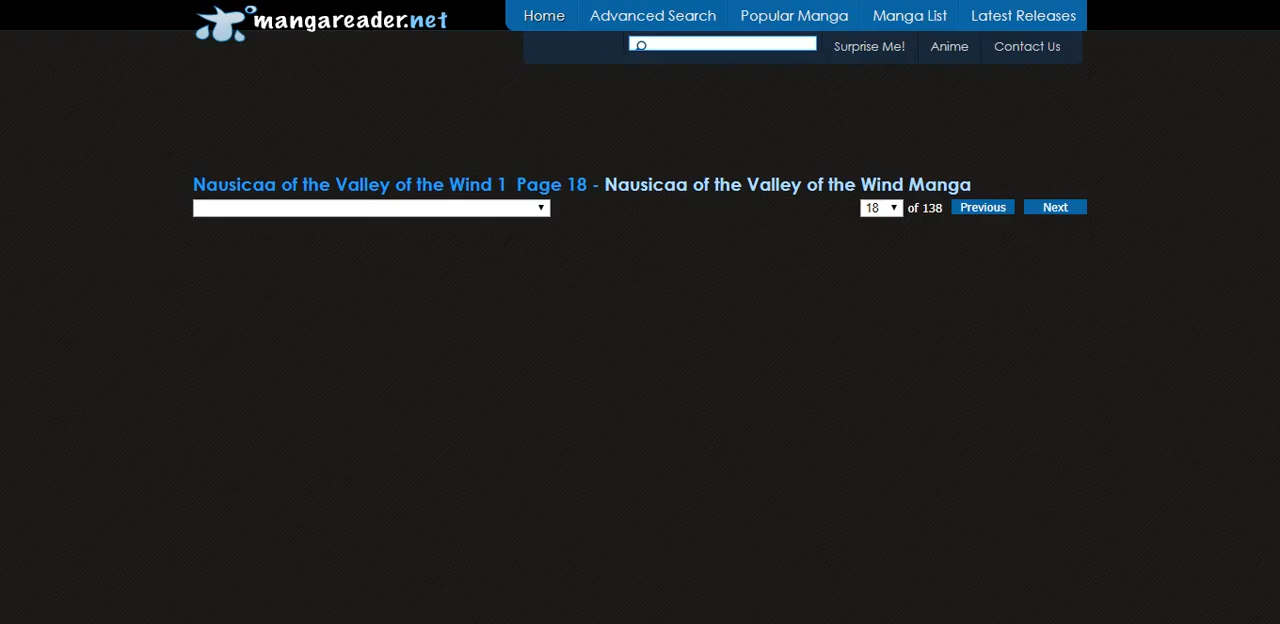 mangareader.net
Home Advanced Search Popular Manga Manga List Latest Releases
Surprise Me! Anime Contact Us
Nausicaa of the Valley of the Wind 1 Page 18 - Nausicaa of the Valley of the Wind Manga
18 of 138 Previous Next